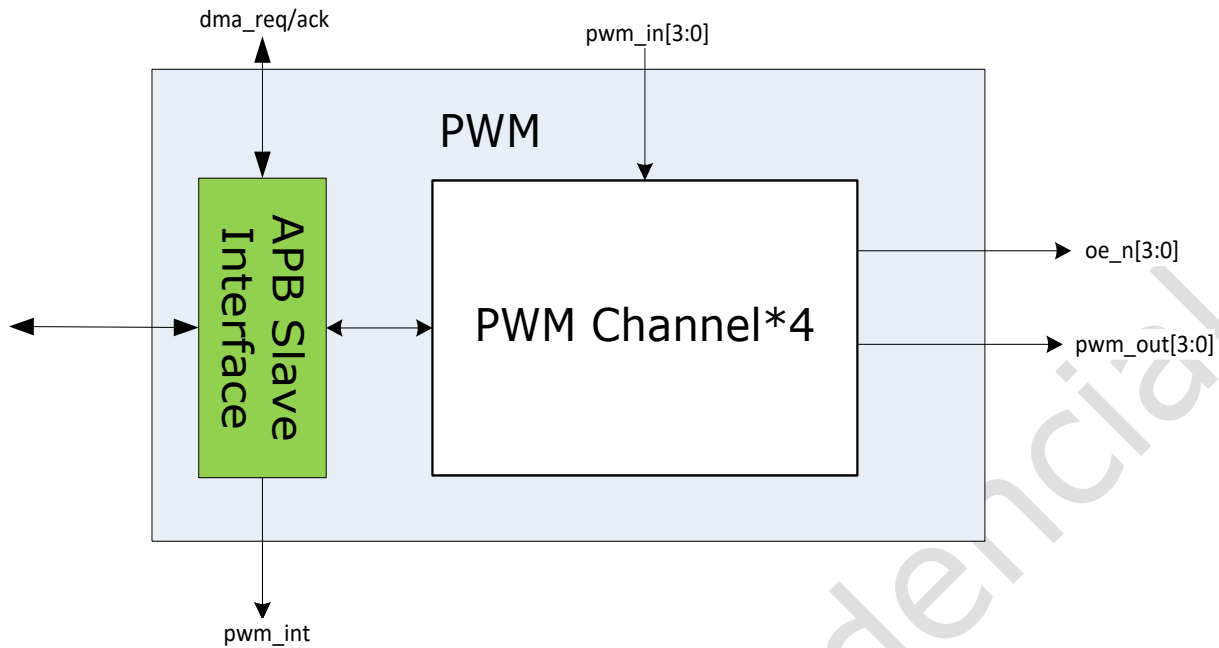 dma_req/ack
pwm_in[3:0]
PWM
APB Slave
Interface
PWM Channel*4
oe_n[3:0]
pwm_out[3:0]
pwm_int